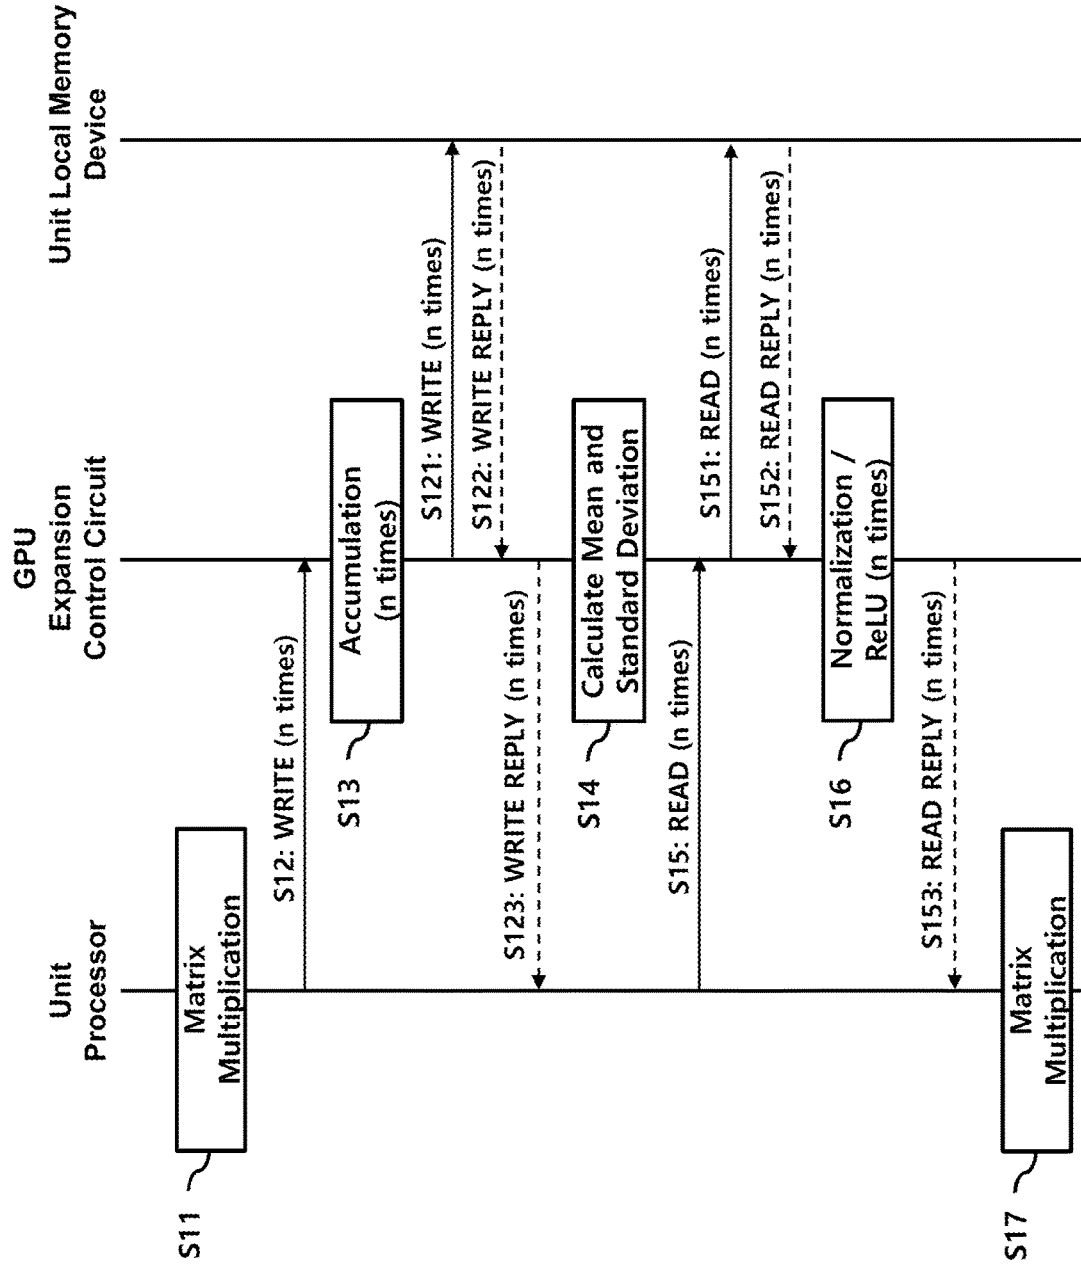 Unit
Processor
GPU
Expansion
Control Circuit
Unit Local Memory
Device
S11
Matrix
Multiplication
S12: WRITE (n times)
S13
Accumulation
(n times)
S121: WRITE (n times)
S122: WRITE REPLY (n times)
S123: WRITE REPLY (n times)
S14
Calculate Mean and
Standard Deviation
S15: READ (n times)
S151: READ (n times)
S152: READ REPLY (n times)
S16
Normalization /
ReLU (n times)
S153: READ REPLY (n times)
S17
Matrix
Multiplication